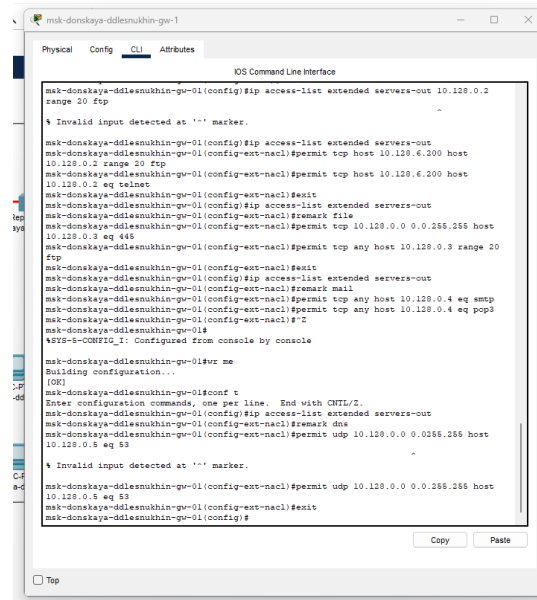 msk-donskaya-ddlesnukhin-gw-1
Physical Config CLI Attributes
IOS Command Line Interface
msk-donskaya-ddlesnukhin-gw-01(config)#ip access-list extended servers-out 10.128.0.2
range 20 ftp
^
% Invalid input detected at '^' marker.
msk-donskaya-ddlesnukhin-gw-01(config)#ip access-list extended servers-out
msk-donskaya-ddlesnukhin-gw-01(config-ext-nacl)#permit tcp host 10.128.6.200 host
10.128.0.2 range 20 ftp
msk-donskaya-ddlesnukhin-gw-01(config-ext-nacl)#permit tcp host 10.128.6.200 host
10.128.0.2 eq telnet
msk-donskaya-ddlesnukhin-gw-01(config-ext-nacl)#exit
msk-donskaya-ddlesnukhin-gw-01(config)#ip access-list extended servers-out
msk-donskaya-ddlesnukhin-gw-01(config-ext-nacl)#remark file
msk-donskaya-ddlesnukhin-gw-01(config-ext-nacl)#permit tcp 10.128.0.0 0.0.255.255 host
10.128.0.3 eq 445
msk-donskaya-ddlesnukhin-gw-01(config-ext-nacl)#permit tcp any host 10.128.0.3 range 20
ftp
msk-donskaya-ddlesnukhin-gw-01(config-ext-nacl)#exit
msk-donskaya-ddlesnukhin-gw-01(config)#ip access-list extended servers-out
msk-donskaya-ddlesnukhin-gw-01(config-ext-nacl)#remark mail
msk-donskaya-ddlesnukhin-gw-01(config-ext-nacl)#permit tcp any host 10.128.0.4 eq smtp
msk-donskaya-ddlesnukhin-gw-01(config-ext-nacl)#permit tcp any host 10.128.0.4 eq pop3
msk-donskaya-ddlesnukhin-gw-01(config-ext-nacl)#^Z
msk-donskaya-ddlesnukhin-gw-01#
%SYS-5-CONFIG_I: Configured from console by console
msk-donskaya-ddlesnukhin-gw-01#wr me
Building configuration...
[OK]
msk-donskaya-ddlesnukhin-gw-01#conf t
Enter configuration commands, one per line. End with CNTL/Z.
msk-donskaya-ddlesnukhin-gw-01(config)#ip access-list extended servers-out
msk-donskaya-ddlesnukhin-gw-01(config-ext-nacl)#remark dns
msk-donskaya-ddlesnukhin-gw-01(config-ext-nacl)#permit udp 10.128.0.0 0.0255.255 host
10.128.0.5 eq 53
^
% Invalid input detected at '^' marker.
msk-donskaya-ddlesnukhin-gw-01(config-ext-nacl)#permit udp 10.128.0.0 0.0.255.255 host
10.128.0.5 eq 53
msk-donskaya-ddlesnukhin-gw-01(config-ext-nacl)#exit
msk-donskaya-ddlesnukhin-gw-01(config)#
Copy Paste
Top